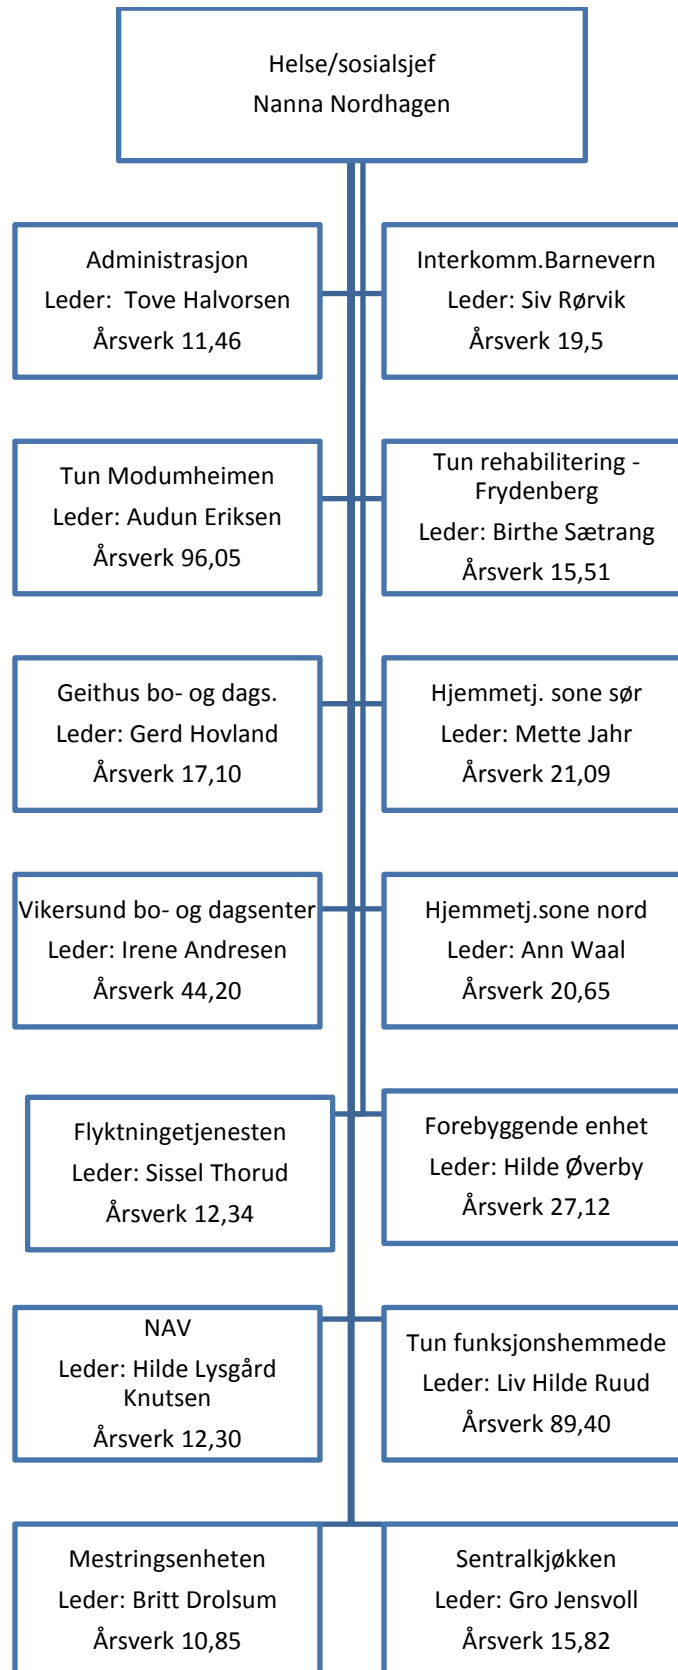 Helse/sosialsjef
Nanna Nordhagen
Administrasjon
Leder:  Tove Halvorsen
Årsverk 11,46
Interkomm.Barnevern
Leder: Siv Rørvik
Årsverk 19,5
Tun Modumheimen
Leder: Audun Eriksen
Årsverk 96,05
Tun rehabilitering -
Frydenberg
Leder: Birthe Sætrang
Årsverk 15,51
Geithus bo- og dags.
Leder: Gerd Hovland
Årsverk 17,10
Hjemmetj. sone sør
Leder: Mette Jahr
Årsverk 21,09
Vikersund bo- og dagsenter
Leder: Irene Andresen
Årsverk 44,20
Hjemmetj.sone nord
Leder: Ann Waal
Årsverk 20,65
Flyktningetjenesten
Leder: Sissel Thorud
Årsverk 12,34
Forebyggende enhet
Leder: Hilde Øverby
Årsverk 27,12
NAV
Leder: Hilde Lysgård
Knutsen
Årsverk 12,30
Tun funksjonshemmede
Leder: Liv Hilde Ruud
Årsverk 89,40
Mestringsenheten
Leder: Britt Drolsum
Årsverk 10,85
Sentralkjøkken
Leder: Gro Jensvoll
Årsverk 15,82